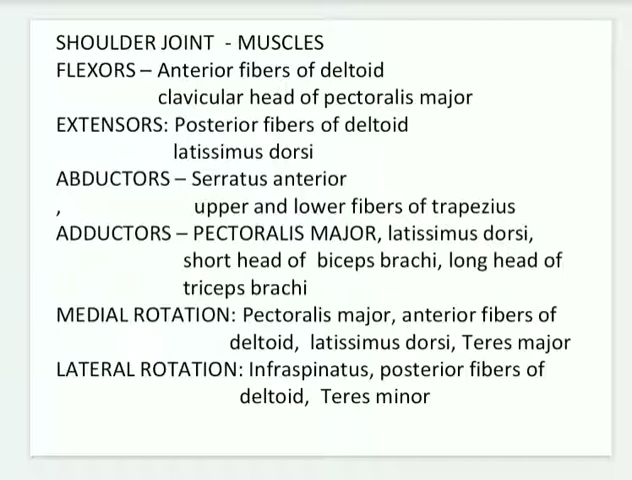 SHOULDER JOINT - MUSCLES
FLEXORS – Anterior fibers of deltoid
clavicular head of pectoralis major
EXTENSORS: Posterior fibers of deltoid
latissimus dorsi
ABDUCTORS – Serratus anterior
, upper and lower fibers of trapezius
ADDUCTORS – PECTORALIS MAJOR, latissimus dorsi,
short head of biceps brachi, long head of
triceps brachi
MEDIAL ROTATION: Pectoralis major, anterior fibers of
deltoid, latissimus dorsi, Teres major
LATERAL ROTATION: Infraspinatus, posterior fibers of
deltoid, Teres minor